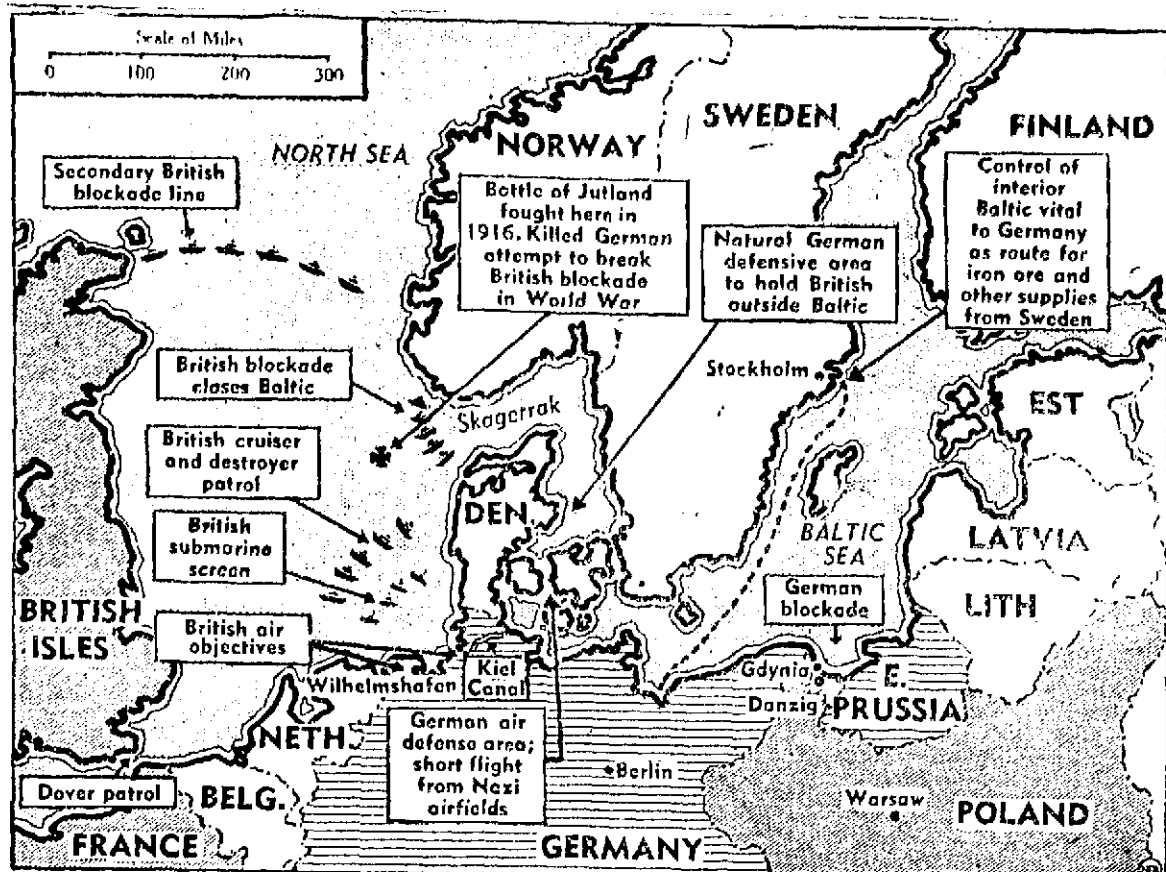 Scale of Miles
0 100 200 300
NORTH SEA
NORWAY
SWEDEN
FINLAND
Secondary British
blockade line
Battle of Jutland
fought here in
1916. Killed German
attempt to break
British blockade
in World War
Natural German
defensive area
to hold British
outside Baltic
Control of
interior
Baltic vital
to Germany
as route for
iron ore and
other supplies
from Sweden
British blockade
closes Baltic
Skagerrak
Stockholm
EST
British cruiser
and destroyer
patrol
DEN.
British
submarine
screen
BALTIC
SEA
LATVIA
LITH
German
blockade
BRITISH
ISLES
British air
objectives
Wilhelmshafen
Kiel
Canal
Gdynia
Danzig
E.
PRUSSIA
NETH.
German air
defense area;
short flight
from Nazi
airfields
Berlin
Dover patrol
BELG.
Warsaw
POLAND
FRANCE
GERMANY